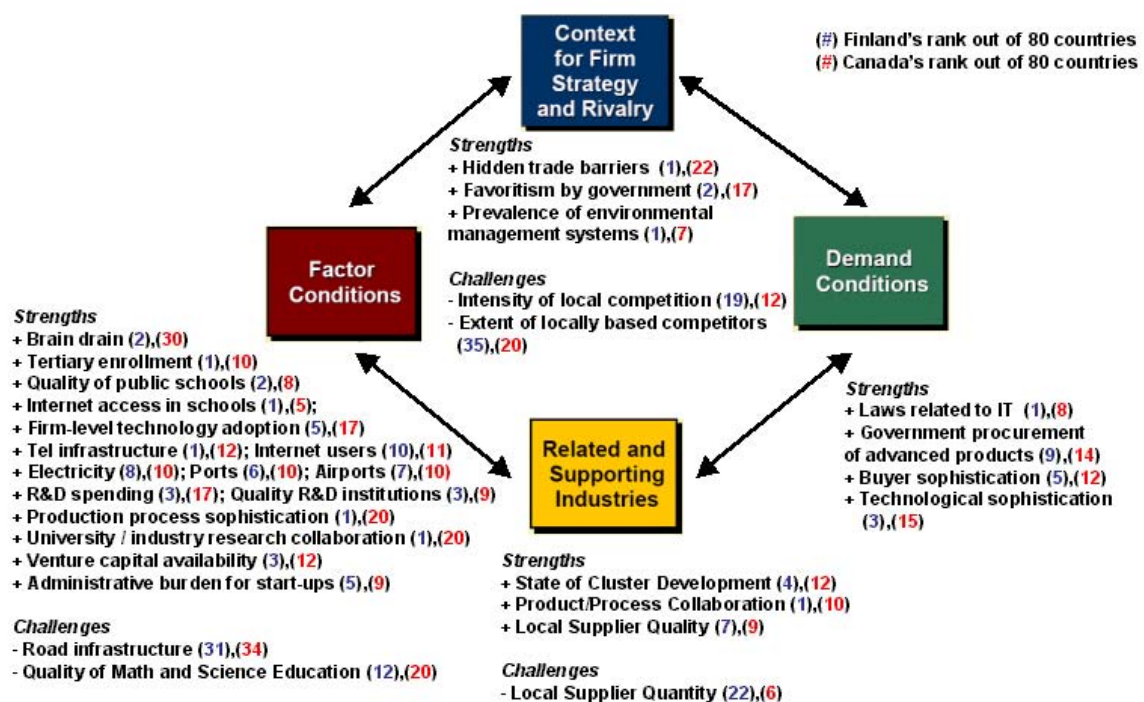 Context
for Firm
Strategy
and Rivalry
(#) Finland's rank out of 80 countries
(#) Canada's rank out of 80 countries
Strengths
+ Hidden trade barriers (1),(22)
+ Favoritism by government (2),(17)
+ Prevalence of environmental
management systems (1),(7)
Challenges
- Intensity of local competition (19),(12)
- Extent of locally based competitors
(35),(20)
Factor
Conditions
Strengths
+ Brain drain (2),(30)
+ Tertiary enrollment (1),(10)
+ Quality of public schools (2),(8)
+ Internet access in schools (1),(5);
+ Firm-level technology adoption (5),(17)
+ Tel infrastructure (1),(12); Internet users (10),(11)
+ Electricity (8),(10); Ports (6),(10); Airports (7),(10)
+ R&D spending (3),(17); Quality R&D institutions (3),(9)
+ Production process sophistication (1),(20)
+ University / industry research collaboration (1),(20)
+ Venture capital availability (3),(12)
+ Administrative burden for start-ups (5),(9)
Challenges
- Road infrastructure (31),(34)
- Quality of Math and Science Education (12),(20)
Demand
Conditions
Strengths
+ Laws related to IT (1),(8)
+ Government procurement
of advanced products (9),(14)
+ Buyer sophistication (5),(12)
+ Technological sophistication
(3),(15)
Related and
Supporting
Industries
Strengths
+ State of Cluster Development (4),(12)
+ Product/Process Collaboration (1),(10)
+ Local Supplier Quality (7),(9)
Challenges
- Local Supplier Quantity (22),(6)